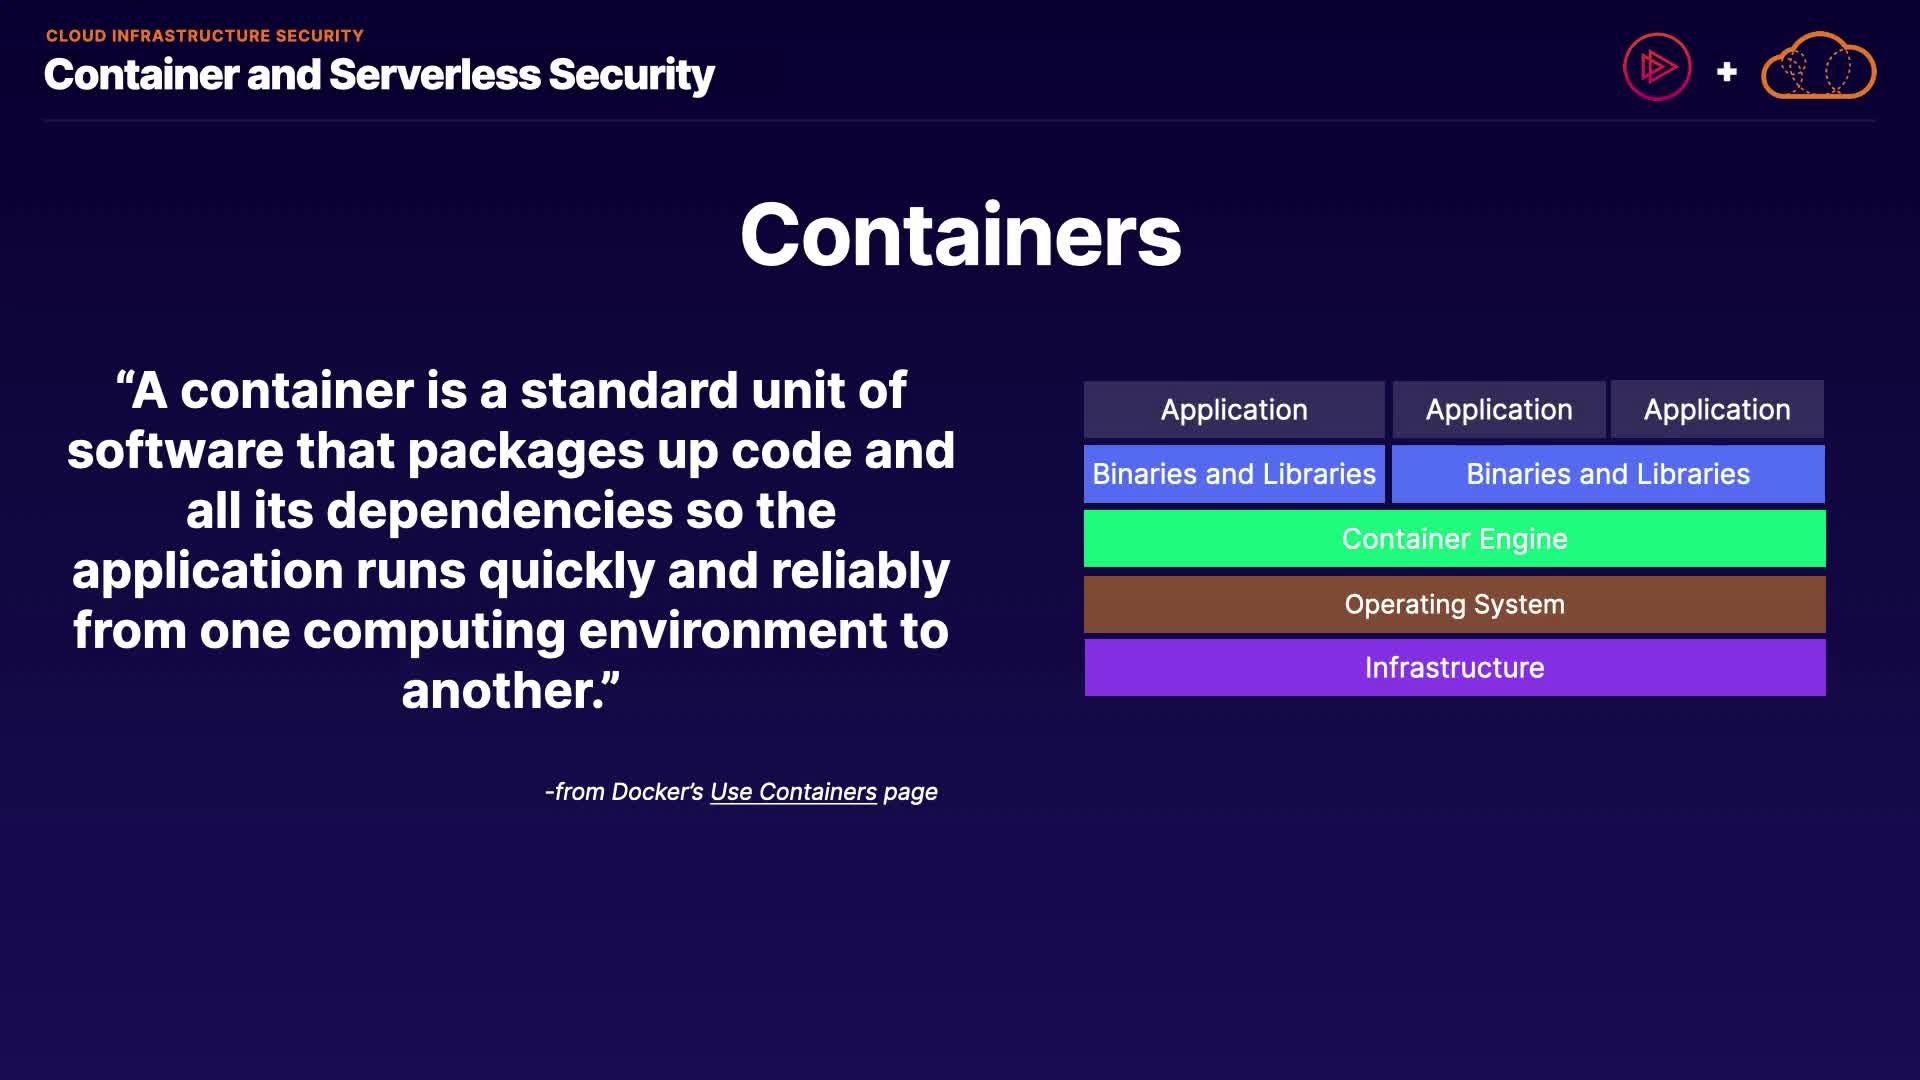 CLOUD INFRASTRUCTURE SECURITY
Container and Serverless Security
+
Containers
“A container is a standard unit of
software that packages up code and
all its dependencies so the
application runs quickly and reliably
from one computing environment to
another.”
-from Docker’s Use Containers page
Application Application Application
Binaries and Libraries Binaries and Libraries
Container Engine
Operating System
Infrastructure